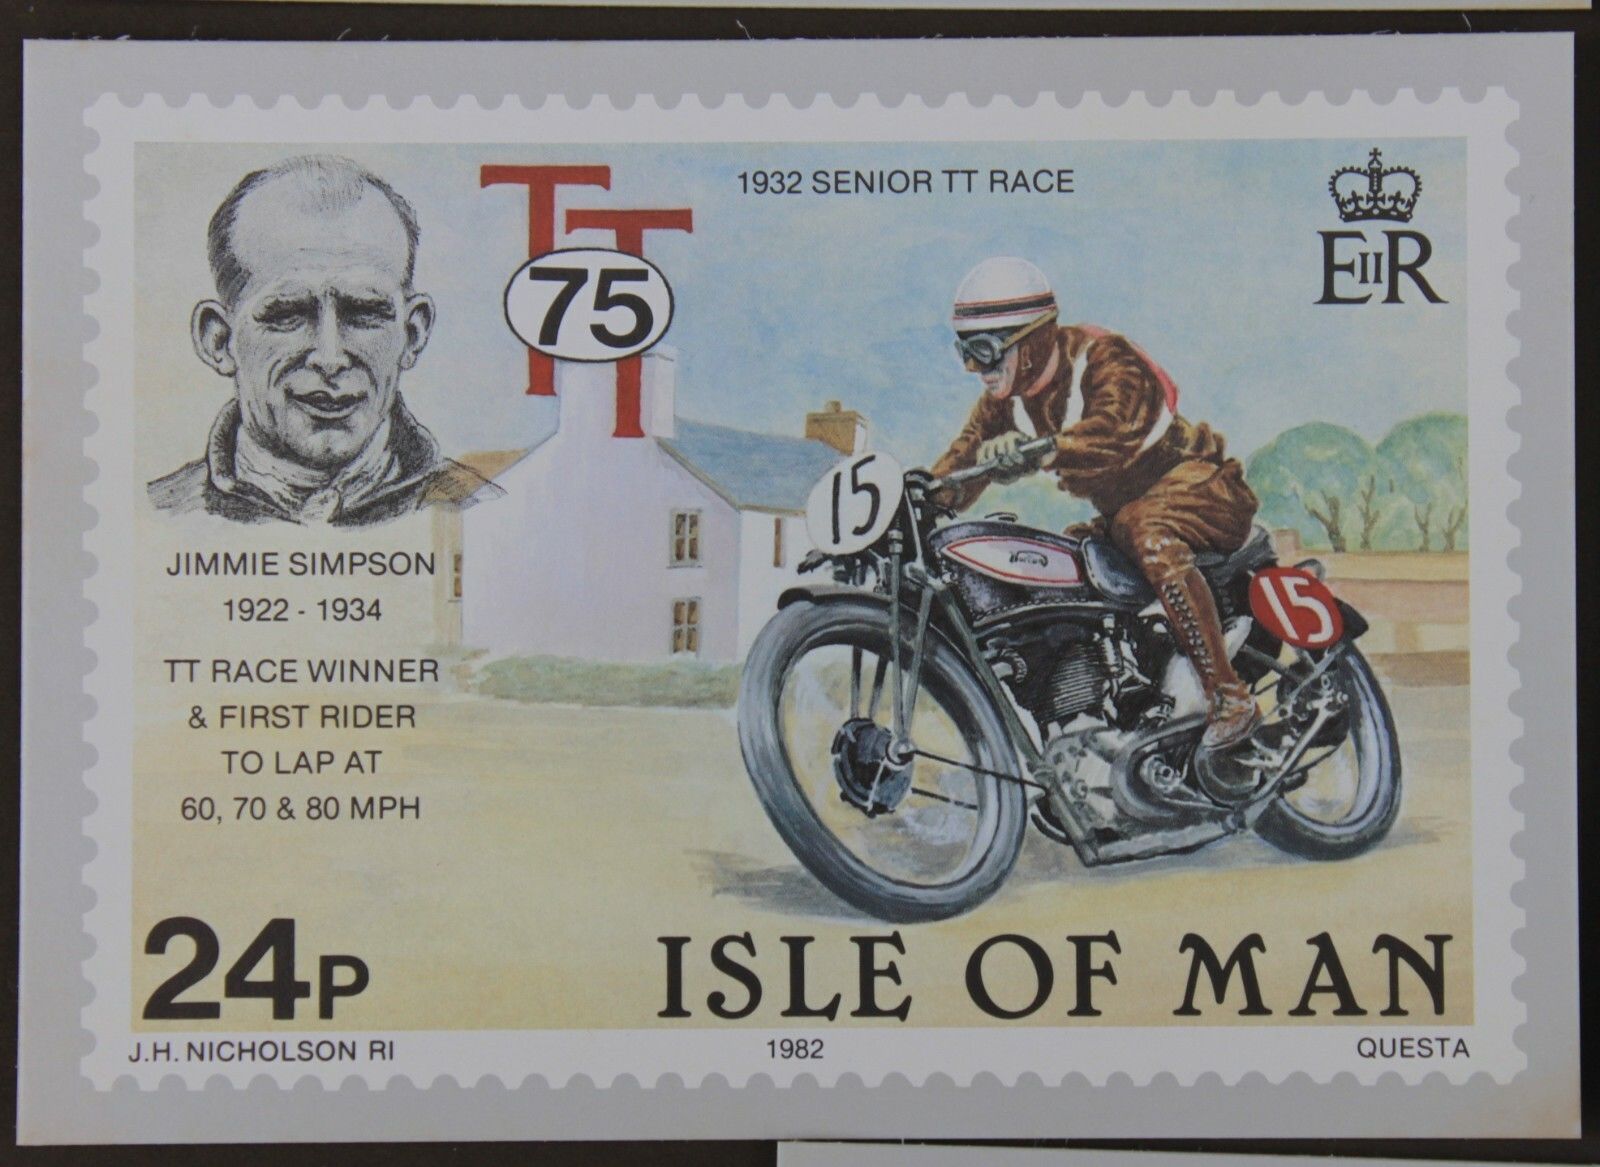 TT
75
1932 SENIOR TT RACE
EIIR
15
Norton
15
JIMMIE SIMPSON
1922 - 1934
TT RACE WINNER
& FIRST RIDER
TO LAP AT
60, 70 & 80 MPH
24P
ISLE OF MAN
J.H. NICHOLSON RI
1982
QUESTA